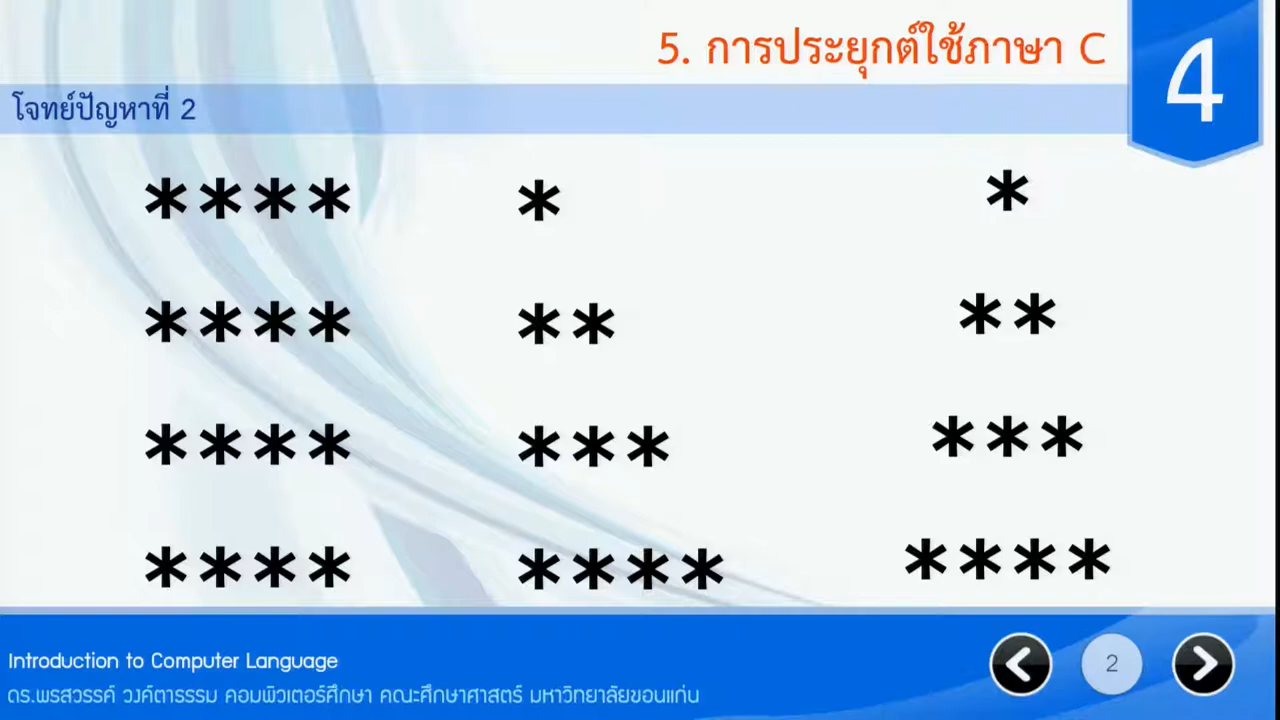 5. การประยุกต์ใช้ภาษา C
4
โจทย์ปัญหาที่ 2
**** * *
**** ** **
**** *** ***
**** **** ****
Introduction to Computer Language
2
ดร.พรสวรรค์ วงค์ตาธรรม คอมพิวเตอร์ศึกษา คณะศึกษาศาสตร์ มหาวิทยาลัยขอนแก่น